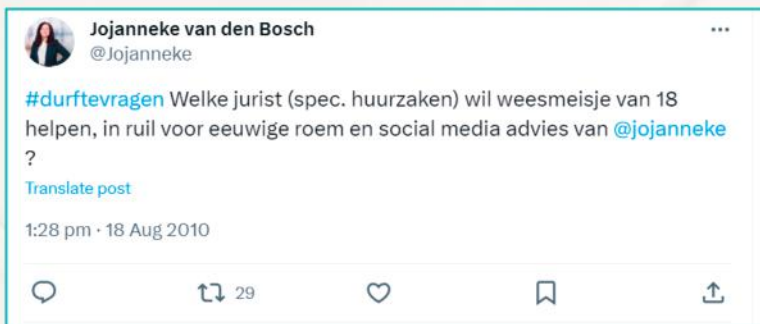 Jojanneke van den Bosch
@Jojanneke
#durftevragen Welke jurist (spec. huurzaken) wil weesmeisje van 18
helpen, in ruil voor eeuwige roem en social media advies van @jojanneke
?
Translate post
1:28 pm · 18 Aug 2010
29